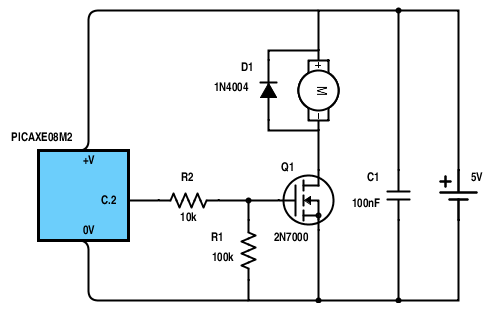 D1
1N4004
+
M
−
PICAXE08M2
+V
C.2
0V
R2
10k
R1
100k
Q1
2N7000
C1
100nF
+
5V